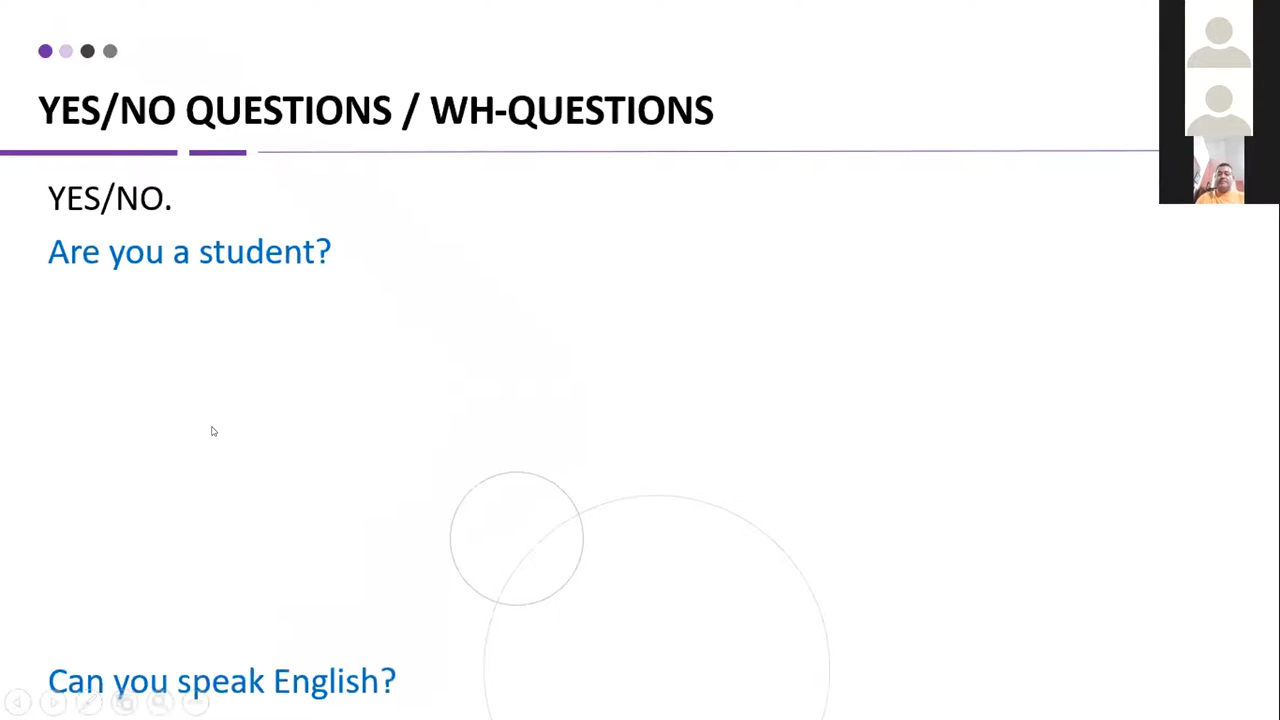 YES/NO QUESTIONS / WH-QUESTIONS
YES/NO.
Are you a student?
Can you speak English?